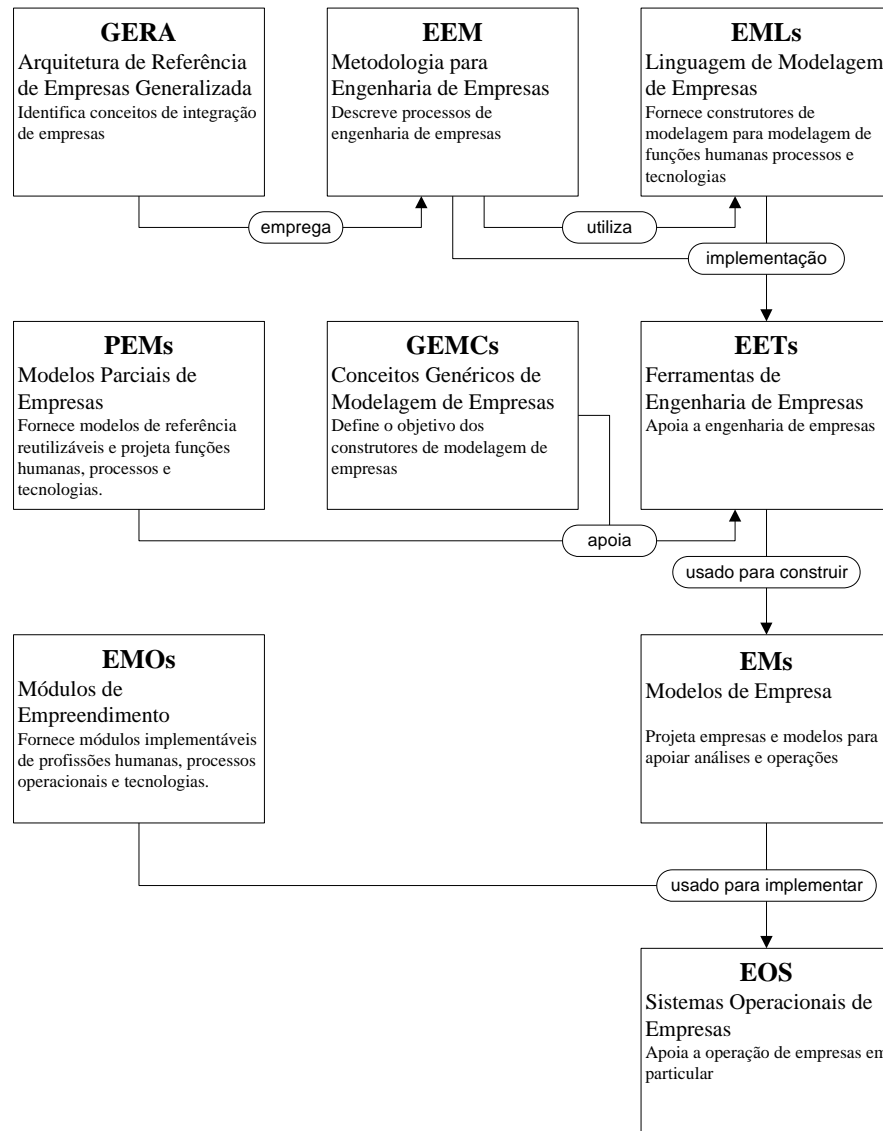 GERA
Arquitetura de Referência
de Empresas Generalizada
Identifica conceitos de integração
de empresas
EEM
Metodologia para
Engenharia de Empresas
Descreve processos de
engenharia de empresas
EMLs
Linguagem de Modelagem
de Empresas
Fornece construtores de
modelagem para modelagem de
funções humanas processos e
tecnologias
emprega
utiliza
implementação
PEMs
Modelos Parciais de
Empresas
Fornece modelos de referência
reutilizáveis e projeta funções
humanas, processos e
tecnologias.
GEMCs
Conceitos Genéricos de
Modelagem de Empresas
Define o objetivo dos
construtores de modelagem de
empresas
EETs
Ferramentas de
Engenharia de Empresas
Apoia a engenharia de empresas
apoia
usado para construir
EMOs
Módulos de
Empreendimento
Fornece módulos implementáveis
de profissões humanas, processos
operacionais e tecnologias.
EMs
Modelos de Empresa
Projeta empresas e modelos para
apoiar análises e operações
usado para implementar
EOS
Sistemas Operacionais de
Empresas
Apoia a operação de empresas em
particular